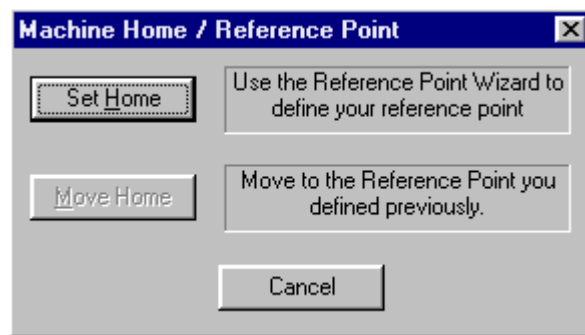 Machine Home / Reference Point
Set Home
Use the Reference Point Wizard to
define your reference point
Move Home
Move to the Reference Point you
defined previously.
Cancel